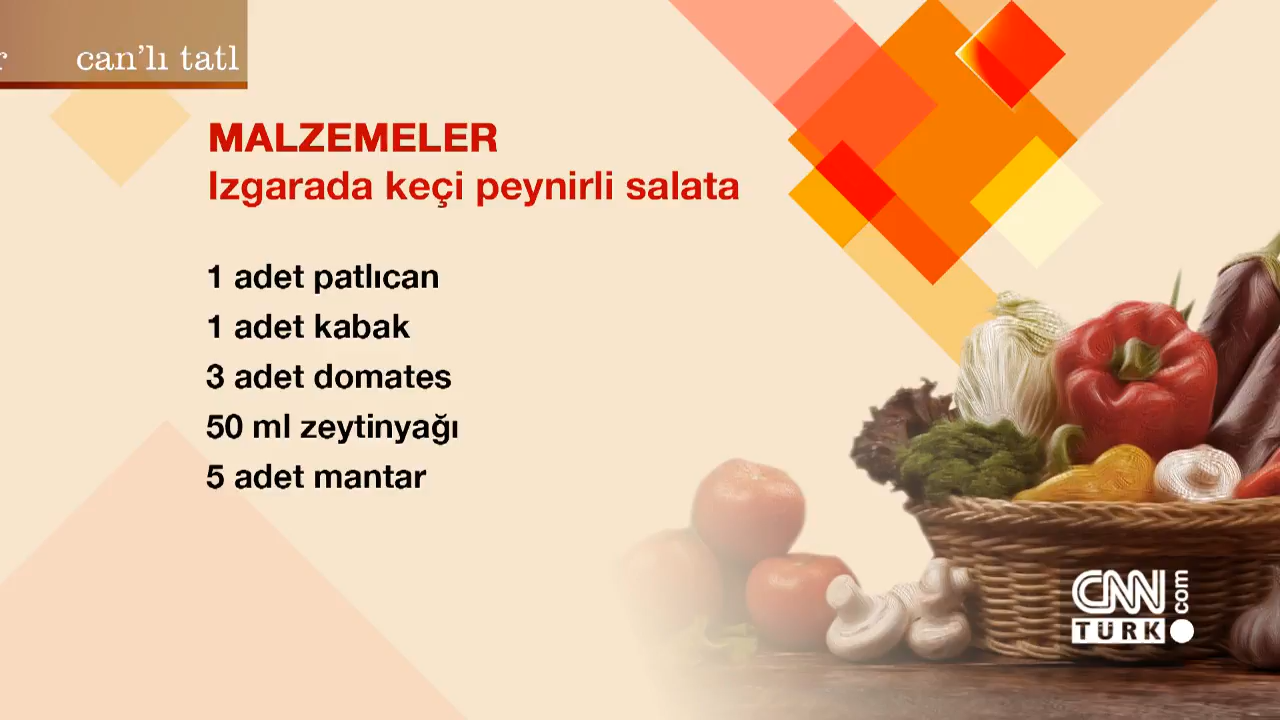 can'lı tatl
MALZEMELER
Izgarada keçi peynirli salata
1 adet patlıcan
1 adet kabak
3 adet domates
50 ml zeytinyağı
5 adet mantar
CNN
TÜRK
.com